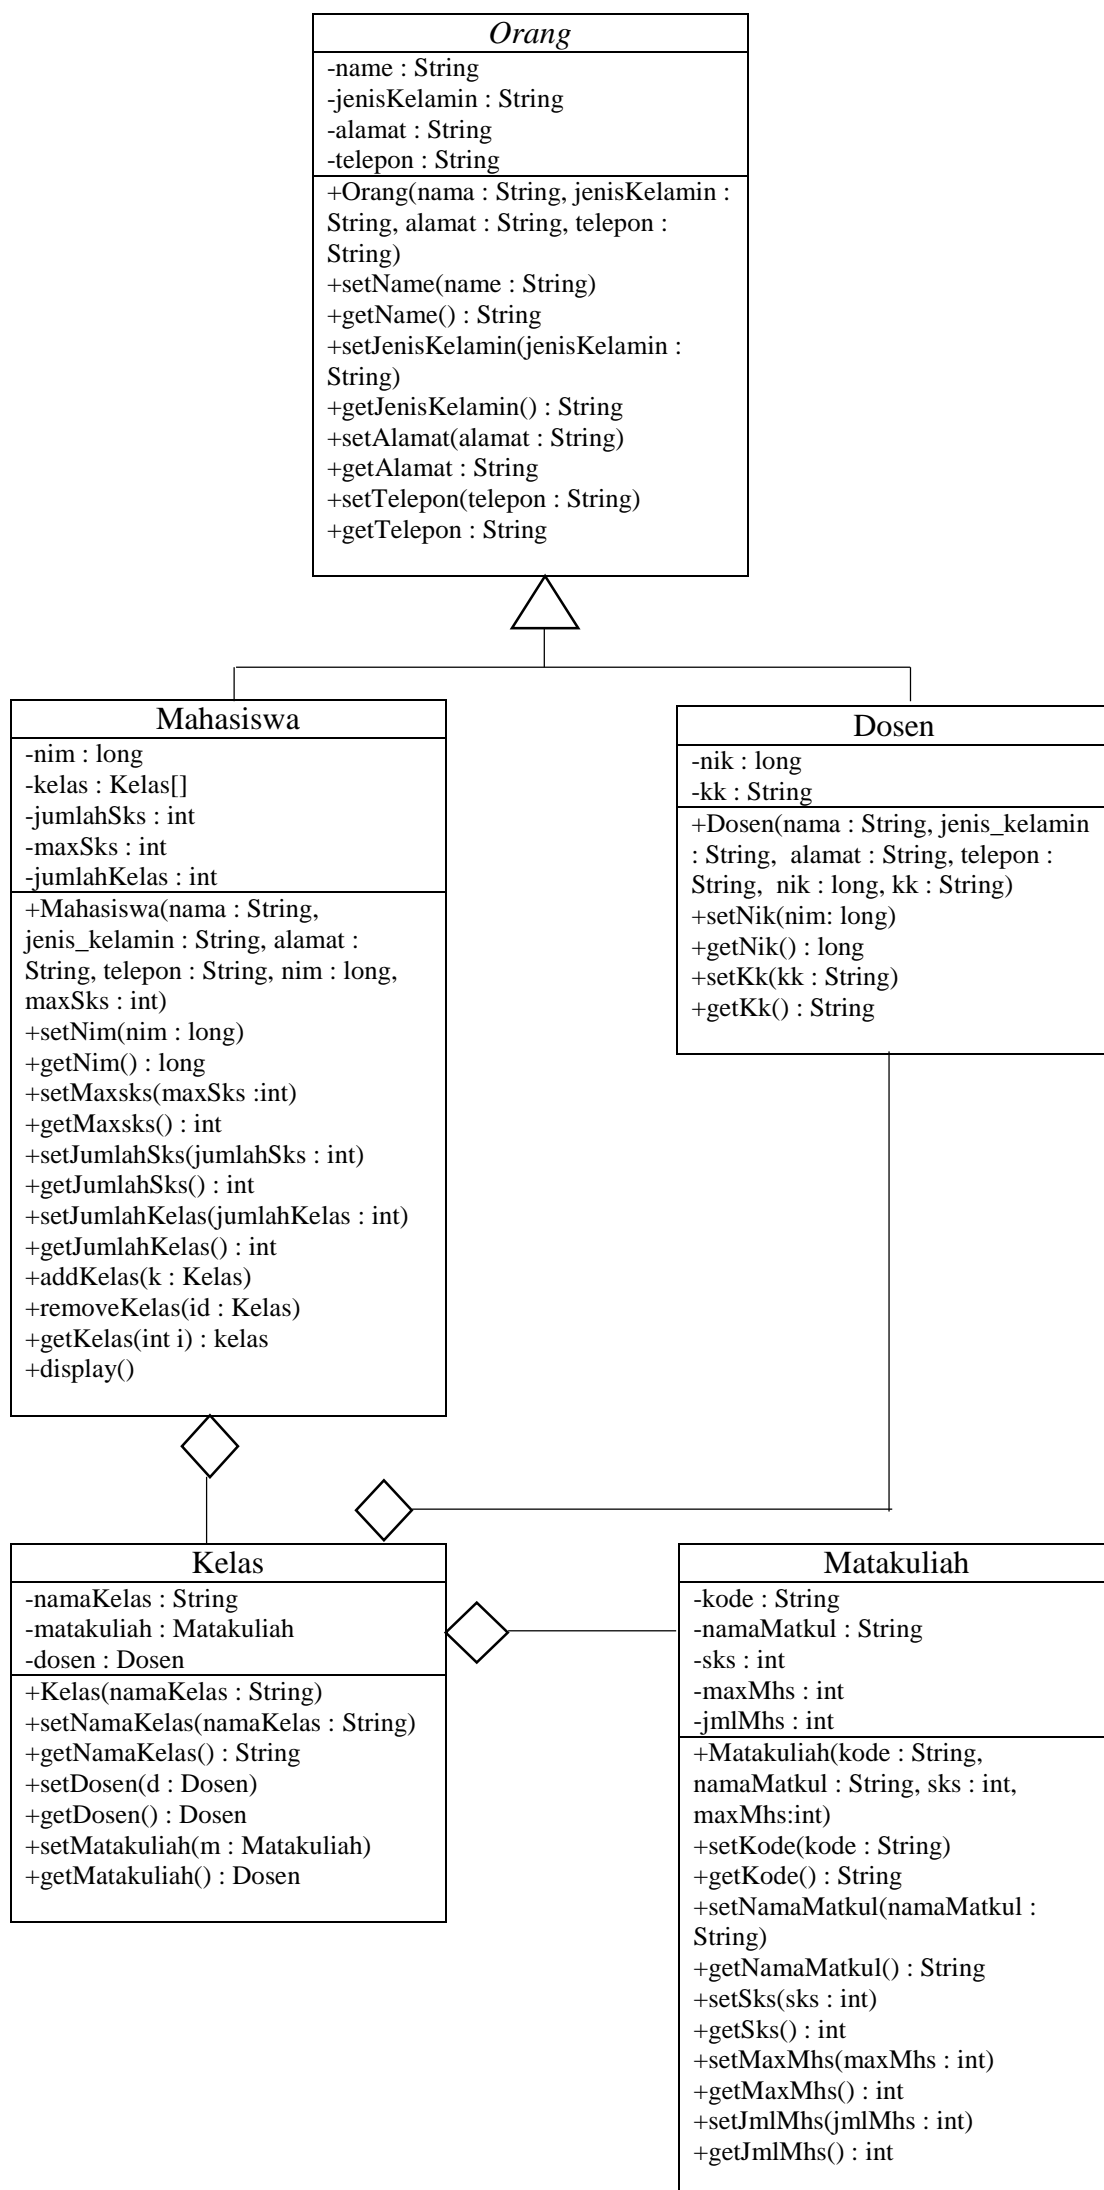 Orang
-name : String
-jenisKelamin : String
-alamat : String
-telepon : String
+Orang(nama : String, jenisKelamin :
String, alamat : String, telepon :
String)
+setName(name : String)
+getName() : String
+setJenisKelamin(jenisKelamin :
String)
+getJenisKelamin() : String
+setAlamat(alamat : String)
+getAlamat : String
+setTelepon(telepon : String)
+getTelepon : String
Mahasiswa
-nim : long
-kelas : Kelas[]
-jumlahSks : int
-maxSks : int
-jumlahKelas : int
+Mahasiswa(nama : String,
jenis_kelamin : String, alamat :
String, telepon : String, nim : long,
maxSks : int)
+setNim(nim : long)
+getNim() : long
+setMaxsks(maxSks :int)
+getMaxsks() : int
+setJumlahSks(jumlahSks : int)
+getJumlahSks() : int
+setJumlahKelas(jumlahKelas : int)
+getJumlahKelas() : int
+addKelas(k : Kelas)
+removeKelas(id : Kelas)
+getKelas(int i) : kelas
+display()
Dosen
-nik : long
-kk : String
+Dosen(nama : String, jenis_kelamin
: String,  alamat : String, telepon :
String,  nik : long, kk : String)
+setNik(nim: long)
+getNik() : long
+setKk(kk : String)
+getKk() : String
Kelas
-namaKelas : String
-matakuliah : Matakuliah
-dosen : Dosen
+Kelas(namaKelas : String)
+setNamaKelas(namaKelas : String)
+getNamaKelas() : String
+setDosen(d : Dosen)
+getDosen() : Dosen
+setMatakuliah(m : Matakuliah)
+getMatakuliah() : Dosen
Matakuliah
-kode : String
-namaMatkul : String
-sks : int
-maxMhs : int
-jmlMhs : int
+Matakuliah(kode : String,
namaMatkul : String, sks : int,
maxMhs:int)
+setKode(kode : String)
+getKode() : String
+setNamaMatkul(namaMatkul :
String)
+getNamaMatkul() : String
+setSks(sks : int)
+getSks() : int
+setMaxMhs(maxMhs : int)
+getMaxMhs() : int
+setJmlMhs(jmlMhs : int)
+getJmlMhs() : int